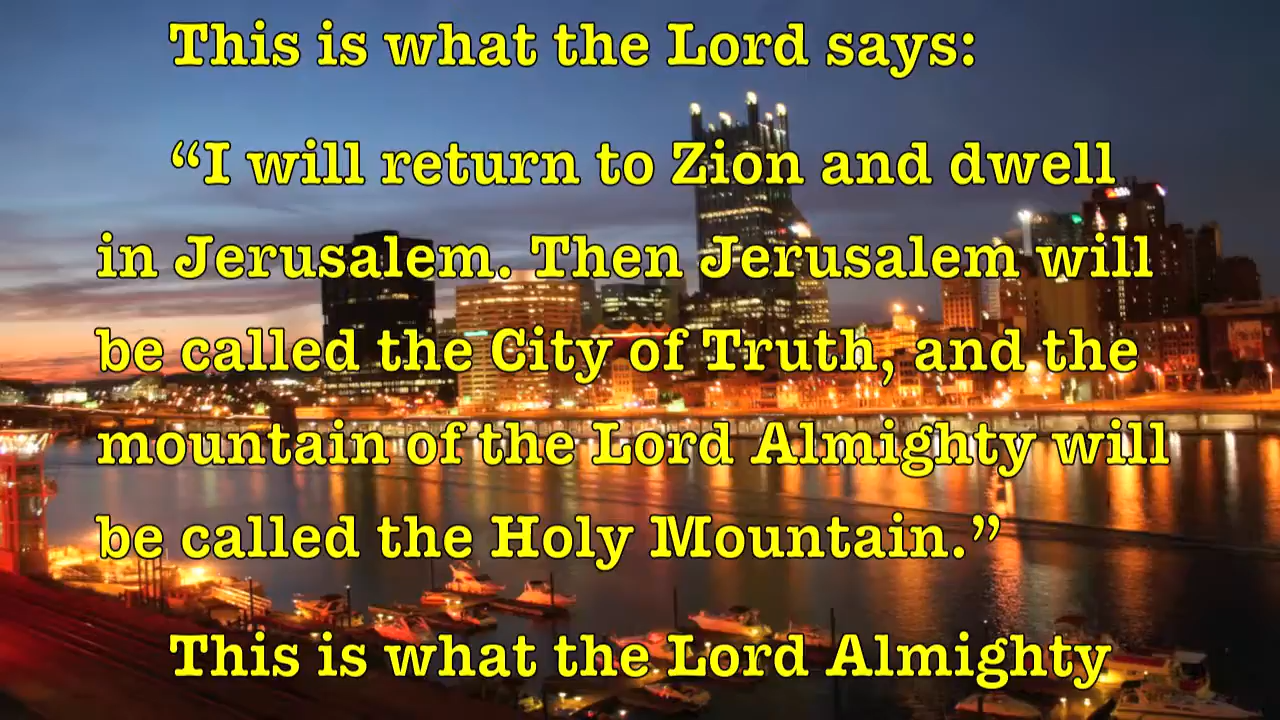 This is what the Lord says:
“I will return to Zion and dwell
in Jerusalem. Then Jerusalem will
be called the City of Truth, and the
mountain of the Lord Almighty will
be called the Holy Mountain.”
This is what the Lord Almighty